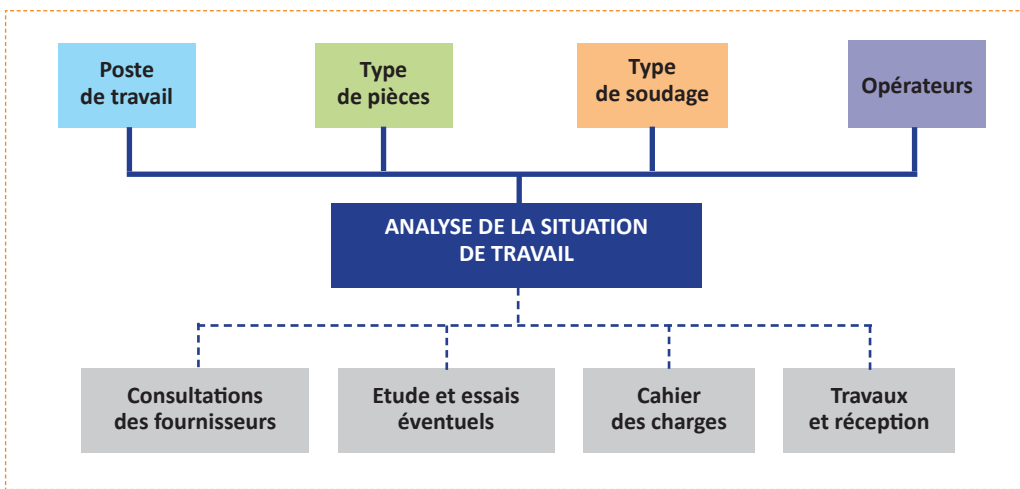 Poste
de travail
Type
de pièces
Type
de soudage
Opérateurs
ANALYSE DE LA SITUATION
DE TRAVAIL
Consultations
des fournisseurs
Etude et essais
éventuels
Cahier
des charges
Travaux
et réception